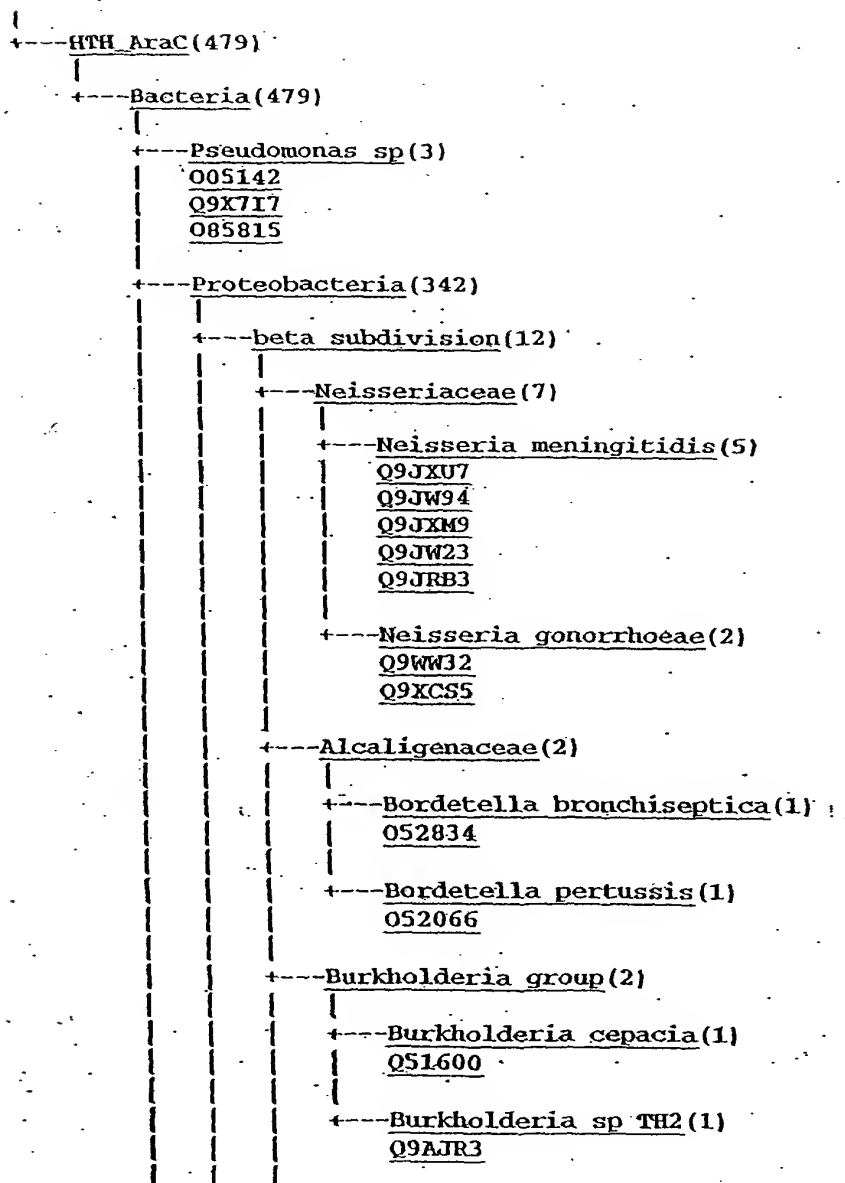 |
+---HTH_AraC(479)
|
+---Bacteria(479)
|
+---Pseudomonas sp(3)
O05142
Q9X7I7
O85815
+---Proteobacteria(342)
|
+---beta subdivision(12)
|
+---Neisseriaceae(7)
|
+---Neisseria meningitidis(5)
Q9JXU7
Q9JW94
Q9JXM9
Q9JW23
Q9JRB3
+---Neisseria gonorrhoeae(2)
Q9WW32
Q9XCS5
+---Alcaligenaceae(2)
|
+---Bordetella bronchiseptica(1)
O52834
+---Bordetella pertussis(1)
O52066
+---Burkholderia group(2)
|
+---Burkholderia cepacia(1)
Q51600
+---Burkholderia sp TH2(1)
Q9AJR3